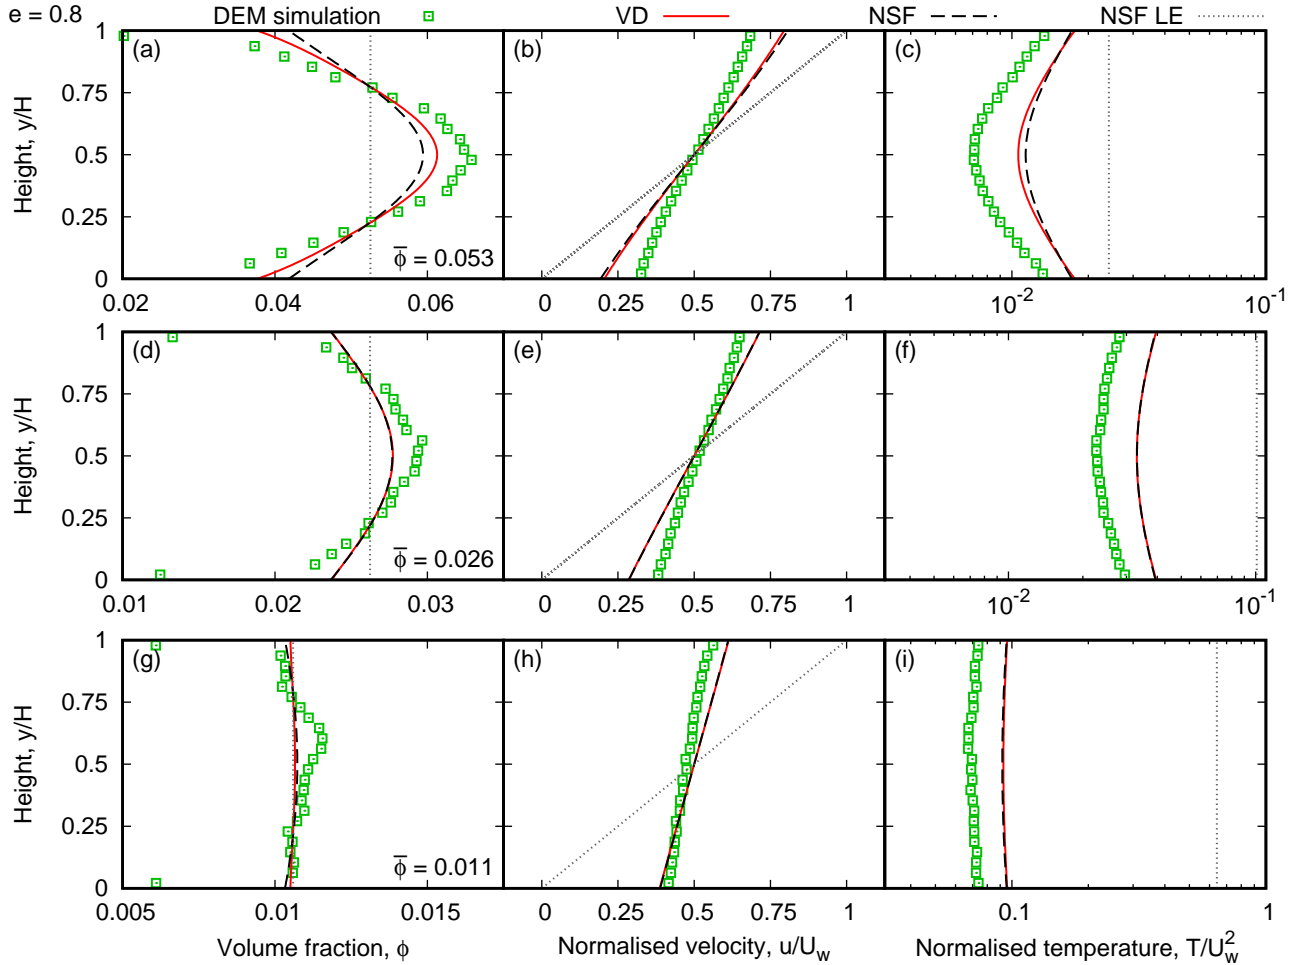 e = 0.8 DEM simulation VD NSF NSF LE
(a) (b) (c)
1
0.75
0.5
0.25
0
Height, y/H
ϕ̅ = 0.053
0.02 0.04 0.06 0 0.25 0.5 0.75 1 10⁻² 10⁻¹
(d) (e) (f)
1
0.75
0.5
0.25
0
Height, y/H
ϕ̅ = 0.026
0.01 0.02 0.03 0 0.25 0.5 0.75 1 10⁻² 10⁻¹
(g) (h) (i)
1
0.75
0.5
0.25
0
Height, y/H
ϕ̅ = 0.011
0.005 0.01 0.015 0 0.25 0.5 0.75 1 0.1 1
Volume fraction, ϕ Normalised velocity, u/U_w Normalised temperature, T/U_w²